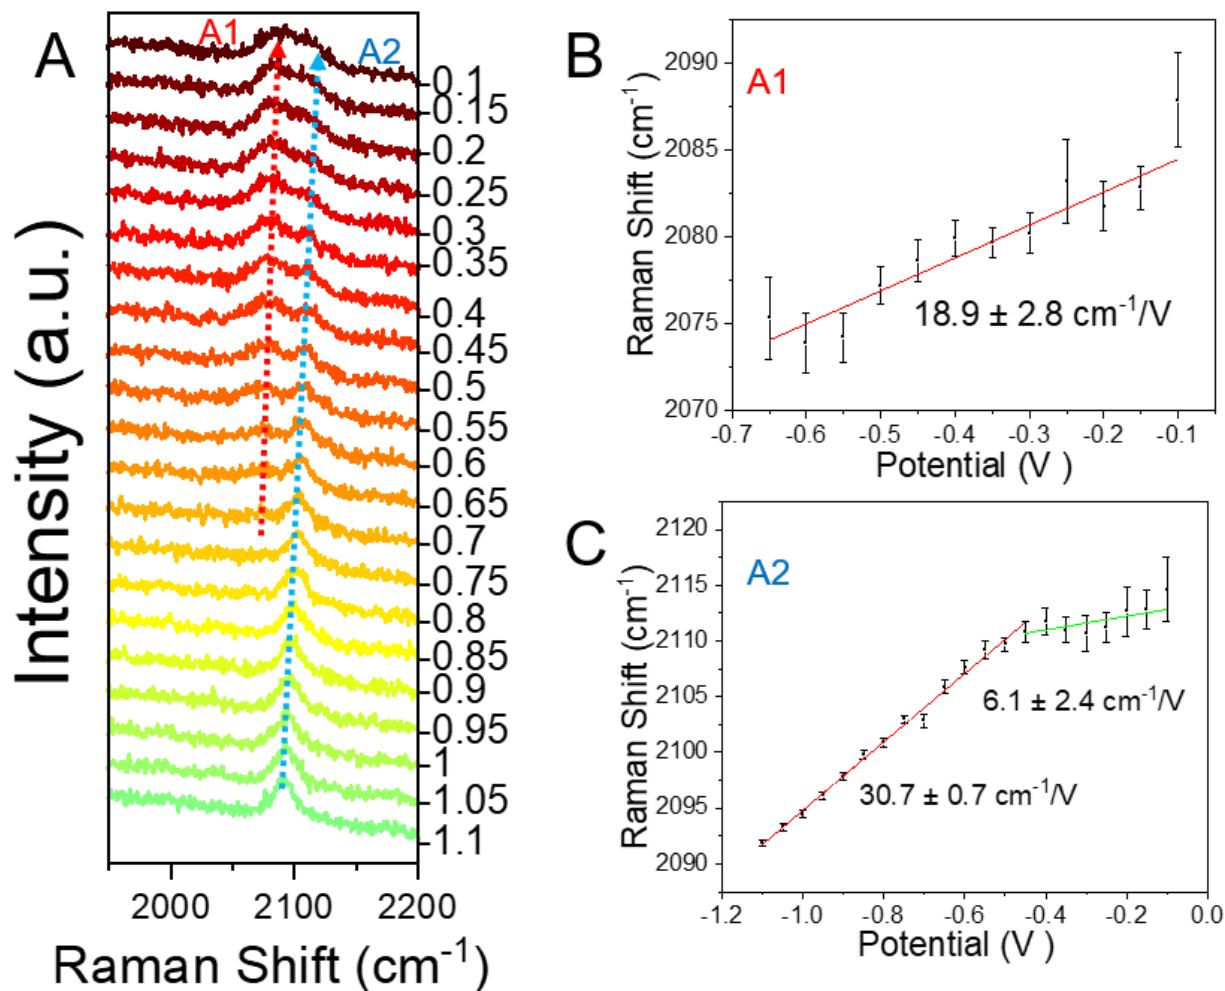 A
A1
A2
-0.1
-0.15
-0.2
-0.25
-0.3
-0.35
-0.4
-0.45
-0.5
-0.55
-0.6
-0.65
-0.7
-0.75
-0.8
-0.85
-0.9
-0.95
-1
-1.05
-1.1
Intensity (a.u.)
2000 2100 2200
Raman Shift (cm⁻¹)
B
A1
2090
2085
2080
2075
2070
Raman Shift (cm⁻¹)
18.9 ± 2.8 cm⁻¹/V
-0.7 -0.6 -0.5 -0.4 -0.3 -0.2 -0.1
Potential (V )
C
A2
2120
2115
2110
2105
2100
2095
2090
Raman Shift (cm⁻¹)
6.1 ± 2.4 cm⁻¹/V
30.7 ± 0.7 cm⁻¹/V
-1.2 -1.0 -0.8 -0.6 -0.4 -0.2 0.0
Potential (V )